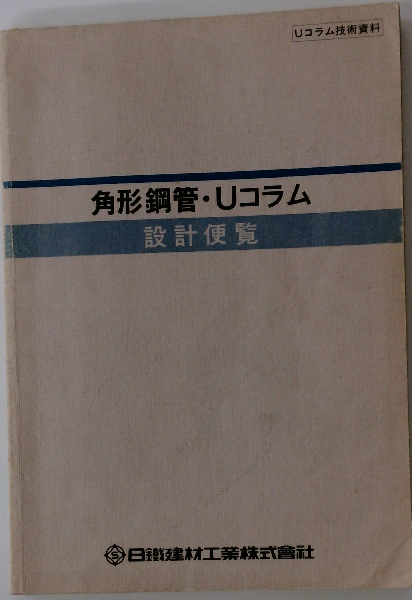 Uコラム技術資料
角形鋼管・Uコラム
設計便覧
日鐵建材工業株式會社